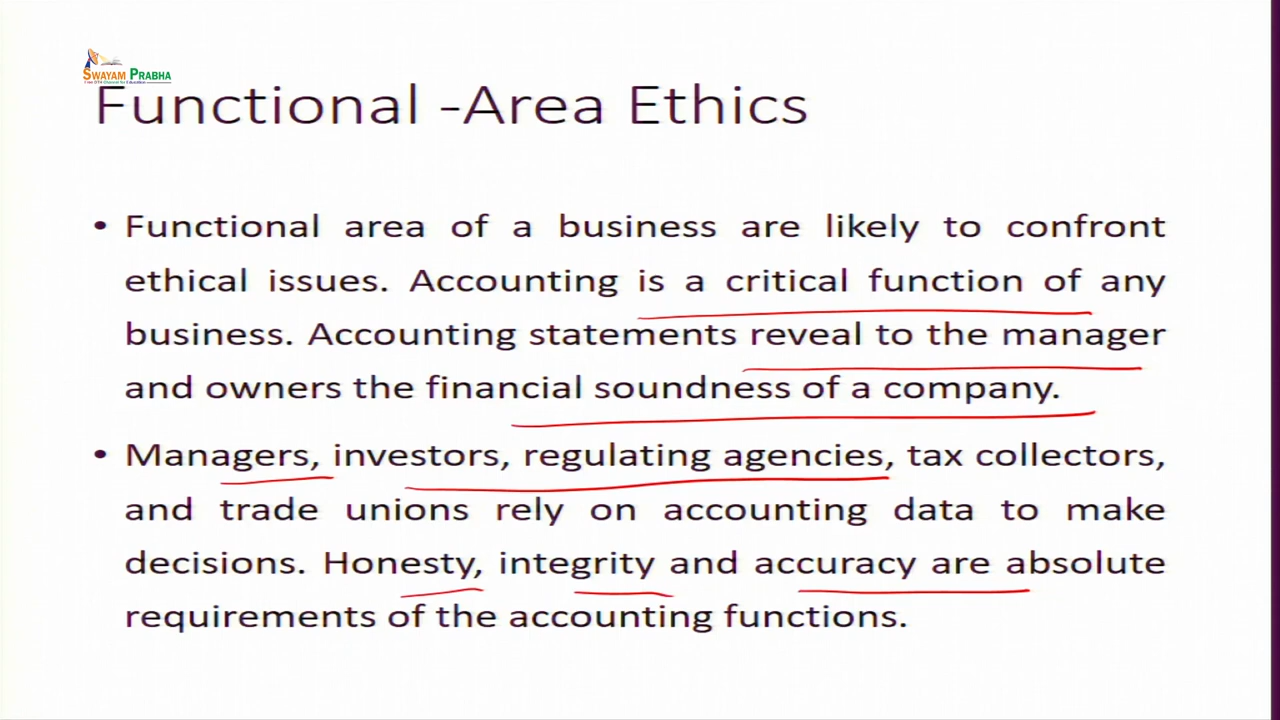 SWAYAM PRABHA
Functional -Area Ethics
• Functional area of a business are likely to confront
ethical issues. Accounting is a critical function of any
business. Accounting statements reveal to the manager
and owners the financial soundness of a company.
• Managers, investors, regulating agencies, tax collectors,
and trade unions rely on accounting data to make
decisions. Honesty, integrity and accuracy are absolute
requirements of the accounting functions.